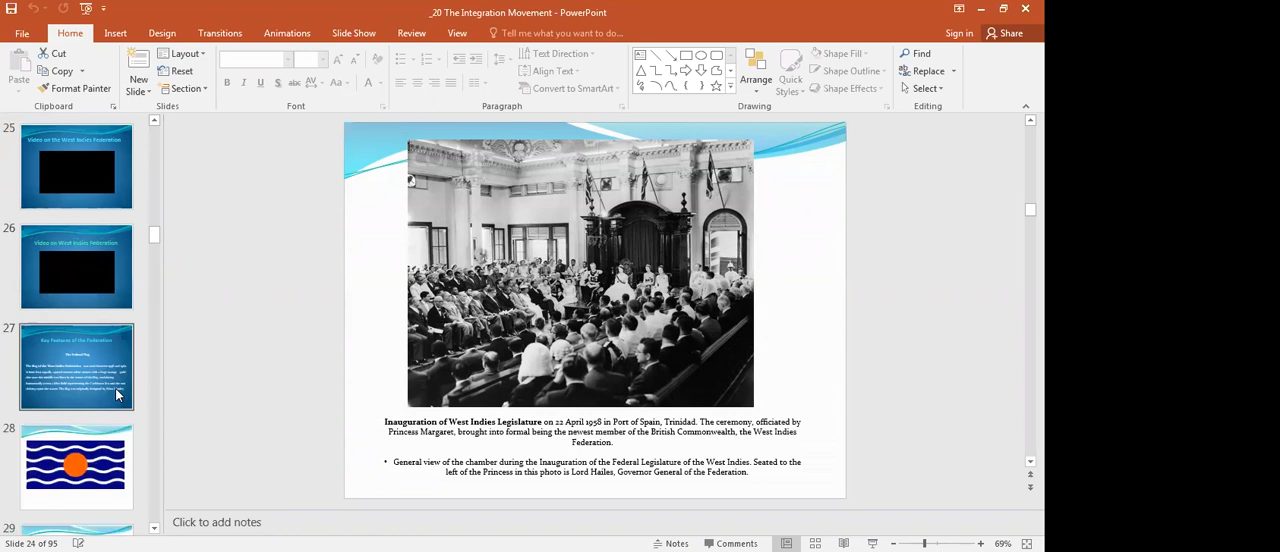 _20 The Integration Movement - PowerPoint
File Home Insert Design Transitions Animations Slide Show Review View Tell me what you want to do... Sign in Share
Paste
Cut
Copy
Format Painter
Clipboard
New
Slide
Layout
Reset
Section
Slides
B I U S abc AV Aa A
Font
Text Direction
Align Text
Convert to SmartArt
Paragraph
Arrange
Quick
Styles
Shape Fill
Shape Outline
Shape Effects
Drawing
Find
Replace
Select
Editing
25
Video on the West Indies Federation
26
Video on West Indies Federation
27
Key Features of the Federation
The Federal Flag
28
29
Inauguration of West Indies Legislature on 22 April 1958 in Port of Spain, Trinidad. The ceremony, officiated by
Princess Margaret, brought into formal being the newest member of the British Commonwealth, the West Indies
Federation.
• General view of the chamber during the Inauguration of the Federal Legislature of the West Indies. Seated to the
left of the Princess in this photo is Lord Hailes, Governor General of the Federation.
Click to add notes
Slide 24 of 95 Notes Comments 69%